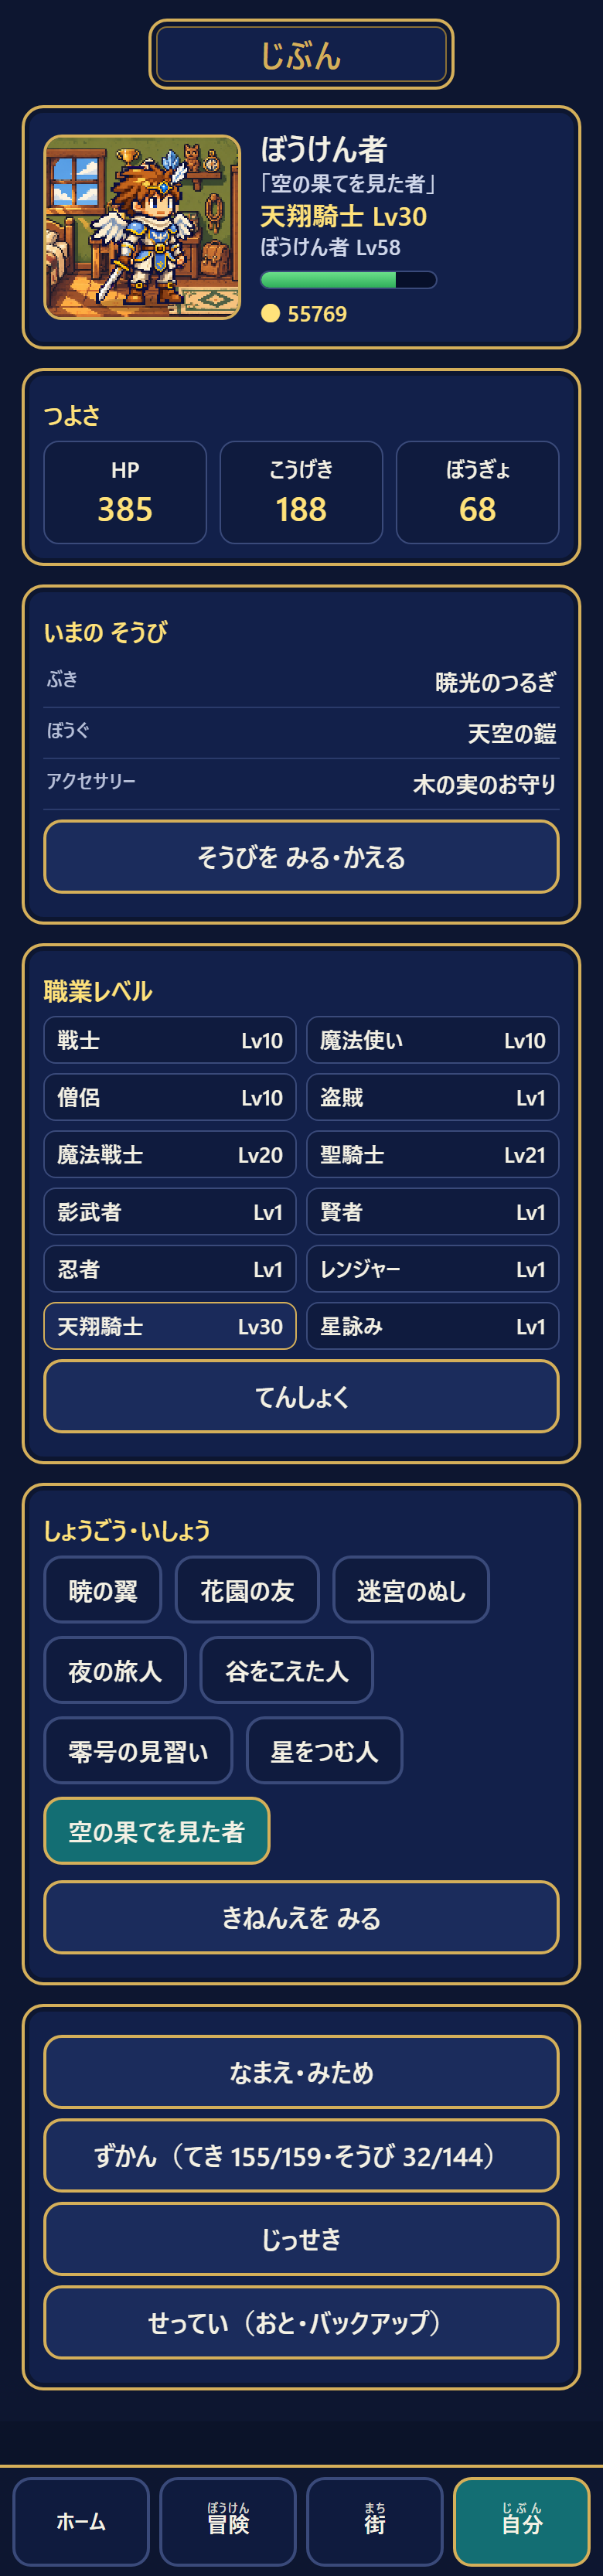 じぶん
ぼうけん者
「空の果てを見た者」
天翔騎士 Lv30
ぼうけん者 Lv58
55769
つよさ
HP
385
こうげき
188
ぼうぎょ
68
いまの そうび
ぶき
暁光のつるぎ
ぼうぐ
天空の鎧
アクセサリー
木の実のお守り
そうびを みる・かえる
職業レベル
戦士 Lv10
魔法使い Lv10
僧侶 Lv10
盗賊 Lv1
魔法戦士 Lv20
聖騎士 Lv21
影武者 Lv1
賢者 Lv1
忍者 Lv1
レンジャー Lv1
天翔騎士 Lv30
星詠み Lv1
てんしょく
しょうごう・いしょう
暁の翼
花園の友
迷宮のぬし
夜の旅人
谷をこえた人
零号の見習い
星をつむ人
空の果てを見た者
きねんえを みる
なまえ・みため
ずかん（てき 155/159・そうび 32/144）
じっせき
せってい（おと・バックアップ）
ホーム
ぼうけん
冒険
まち
街
じぶん
自分